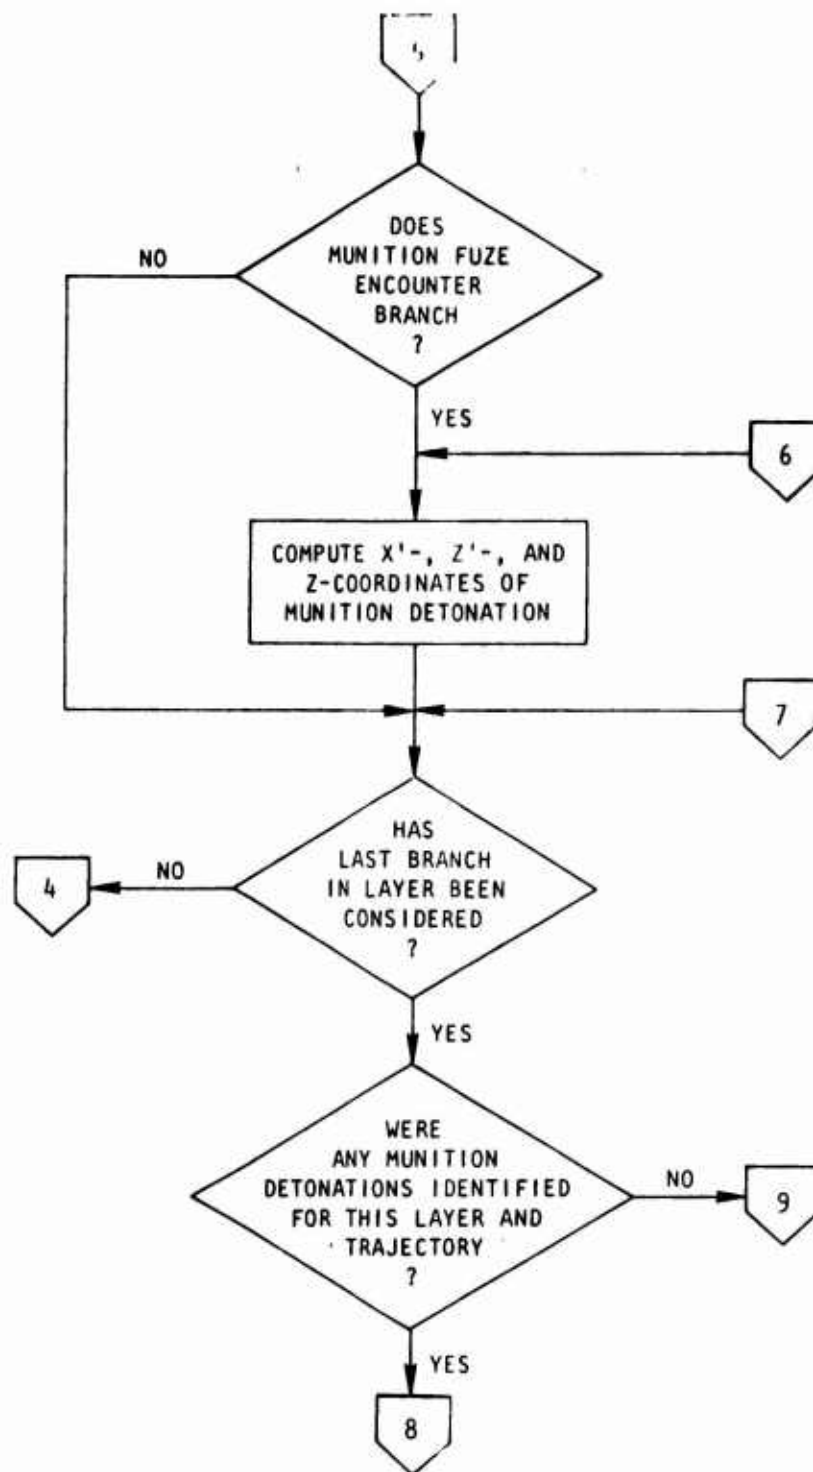 DOES
MUNITION FUZE
ENCOUNTER
BRANCH
?
NO
YES
6
COMPUTE X'-, Z'-, AND
Z-COORDINATES OF
MUNITION DETONATION
7
HAS
LAST BRANCH
IN LAYER BEEN
CONSIDERED
?
NO
4
YES
WERE
ANY MUNITION
DETONATIONS IDENTIFIED
FOR THIS LAYER AND
TRAJECTORY
?
NO
9
YES
8